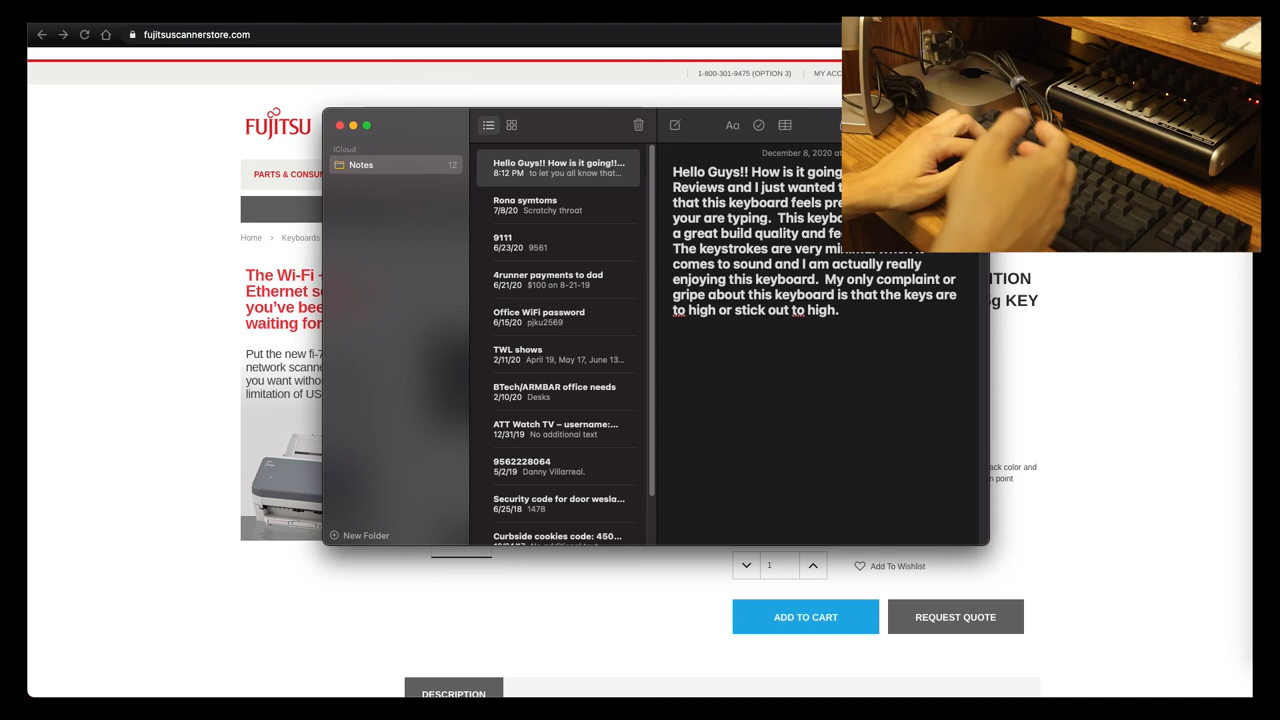 fujitsuscannerstore.com
1-800-301-9475 (OPTION 3)
MY ACC
FUJITSU
PARTS & CONSUM
Home > Keyboards
The Wi-Fi
Ethernet
you've
waiting for
Put the new fi-7
network scanne
you want withou
limitation of US
iCloud
Notes 12
New Folder
Hello Guys!! How is it going!!...
8:12 PM to let you all know that...
Rona symtoms
7/8/20 Scratchy throat
9111
6/23/20 9561
4runner payments to dad
6/21/20 $100 on 8-21-19
Office WiFi password
6/15/20 pjku2569
TWL shows
2/11/20 April 19, May 17, June 13...
BTech/ARMBAR office needs
2/10/20 Desks
ATT Watch TV – username:...
12/31/19 No additional text
9562228064
5/2/19 Danny Villarreal.
Security code for door wesla...
6/25/18 1478
Curbside cookies code: 450...
Aa
December 8, 2020 at
Hello Guys!! How is it going
Reviews and I just wanted t
that this keyboard feels pre
your are typing. This keybo
a great build quality and fe
The keystrokes are very
comes to sound and I am actually really
enjoying this keyboard. My only complaint or
gripe about this keyboard is that the keys are
to high or stick out to high.
ITION
g KEY
ack color and
n point
1
Add To Wishlist
ADD TO CART
REQUEST QUOTE
DESCRIPTION